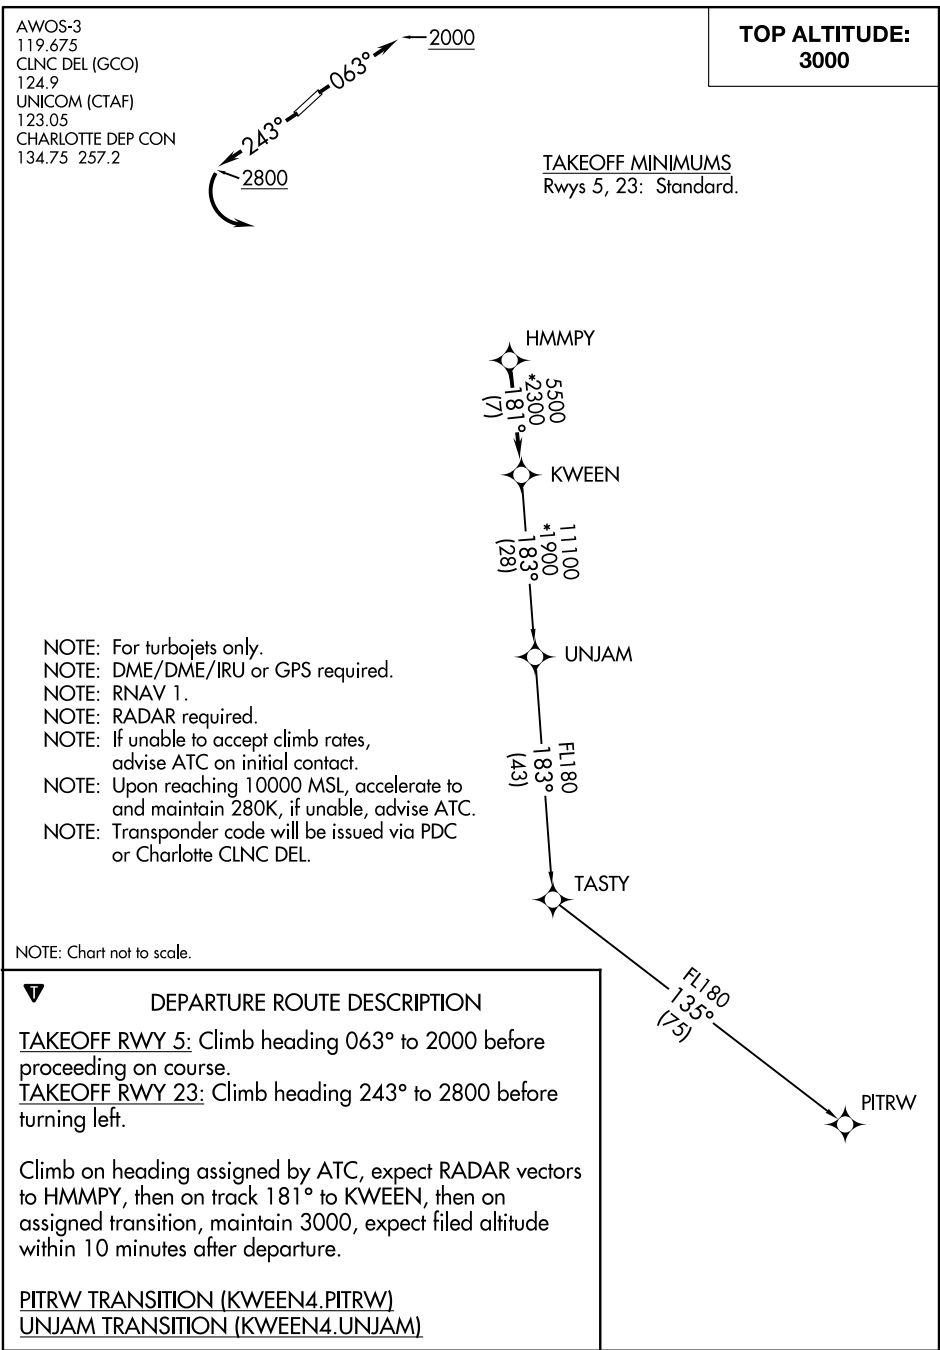 AWOS-3
119.675
CLNC DEL (GCO)
124.9
UNICOM (CTAF)
123.05
CHARLOTTE DEP CON
134.75 257.2
2000
063°
243°
2800
TOP ALTITUDE:
3000
TAKEOFF MINIMUMS
Rwys 5, 23: Standard.
HMMPY
5500
*2300
181°
(7)
KWEEN
11100
*1900
183°
(28)
UNJAM
FL180
183°
(43)
TASTY
FL180
135°
(75)
PITRW
NOTE: For turbojets only.
NOTE: DME/DME/IRU or GPS required.
NOTE: RNAV 1.
NOTE: RADAR required.
NOTE: If unable to accept climb rates,
advise ATC on initial contact.
NOTE: Upon reaching 10000 MSL, accelerate to
and maintain 280K, if unable, advise ATC.
NOTE: Transponder code will be issued via PDC
or Charlotte CLNC DEL.
NOTE: Chart not to scale.
T
DEPARTURE ROUTE DESCRIPTION
TAKEOFF RWY 5: Climb heading 063° to 2000 before
proceeding on course.
TAKEOFF RWY 23: Climb heading 243° to 2800 before
turning left.
Climb on heading assigned by ATC, expect RADAR vectors
to HMMPY, then on track 181° to KWEEN, then on
assigned transition, maintain 3000, expect filed altitude
within 10 minutes after departure.
PITRW TRANSITION (KWEEN4.PITRW)
UNJAM TRANSITION (KWEEN4.UNJAM)